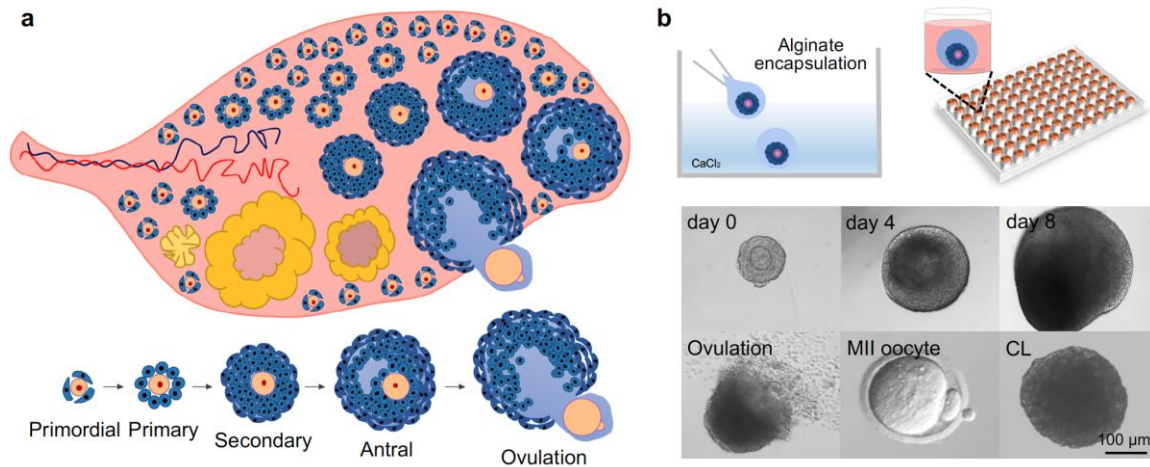 a
Primordial
Primary
Secondary
Antral
Ovulation
b
Alginate
encapsulation
CaCl₂
day 0
day 4
day 8
Ovulation
MII oocyte
CL
100 µm